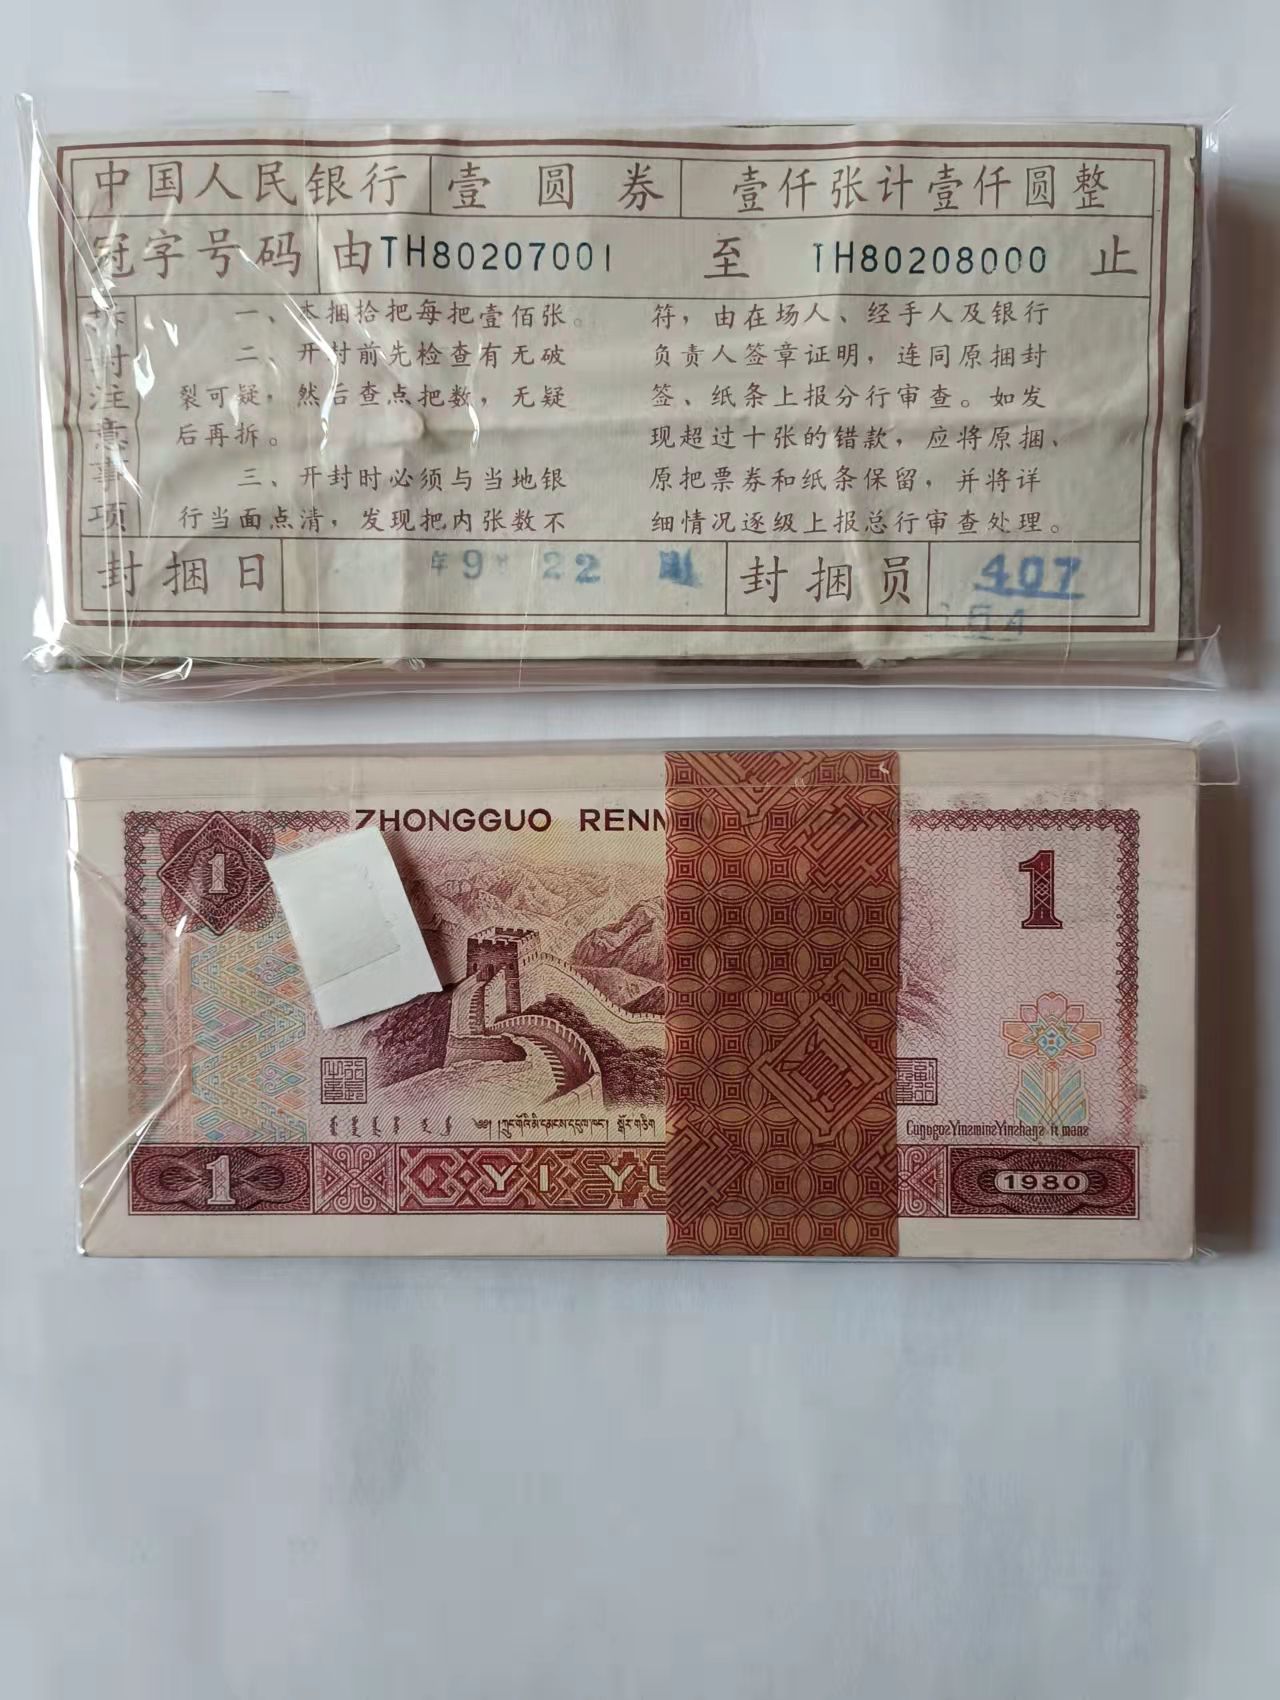 中国人民银行 壹圆券 壹仟张计壹仟圆整
冠字号码 由TH80207001 至 TH80208000 止
拆封注意事项
一、本捆拾把每把壹佰张。
二、开封前先检查有无破
裂可疑，然后查点把数，无疑
后再拆。
三、开封时必须与当地银
行当面点清，发现把内张数不
符，由在场人、经手人及银行
负责人签章证明，连同原捆封
签、纸条上报分行审查。如发
现超过十张的错款，应将原捆、
原把票券和纸条保留，并将详
细情况逐级上报总行审查处理。
封捆日 年9 22 封捆员 407
ZHONGGUO RENM
1
1
Cuŋƨgoƨ Yinƨminƨ Yinƨhaŋƨ It maƨnƨ
1 YI YU 1980